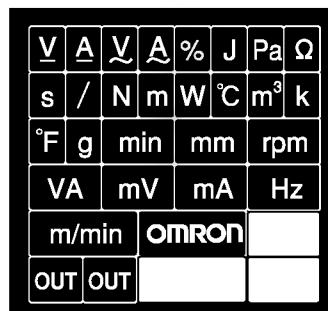 V A V A % J Pa Ω
s / N m W ℃ m³ k
℉ g min mm rpm
VA mV mA Hz
m/min OMRON
OUT OUT